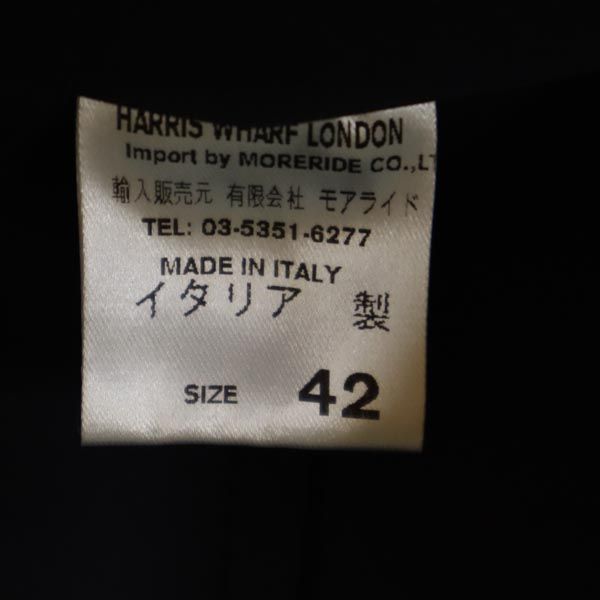 HARRIS WHARF LONDON
Import by MORERIDE CO.,LT
輸入販売元 有限会社 モアライド
TEL: 03-5351-6277
MADE IN ITALY
イタリア 製
SIZE 42